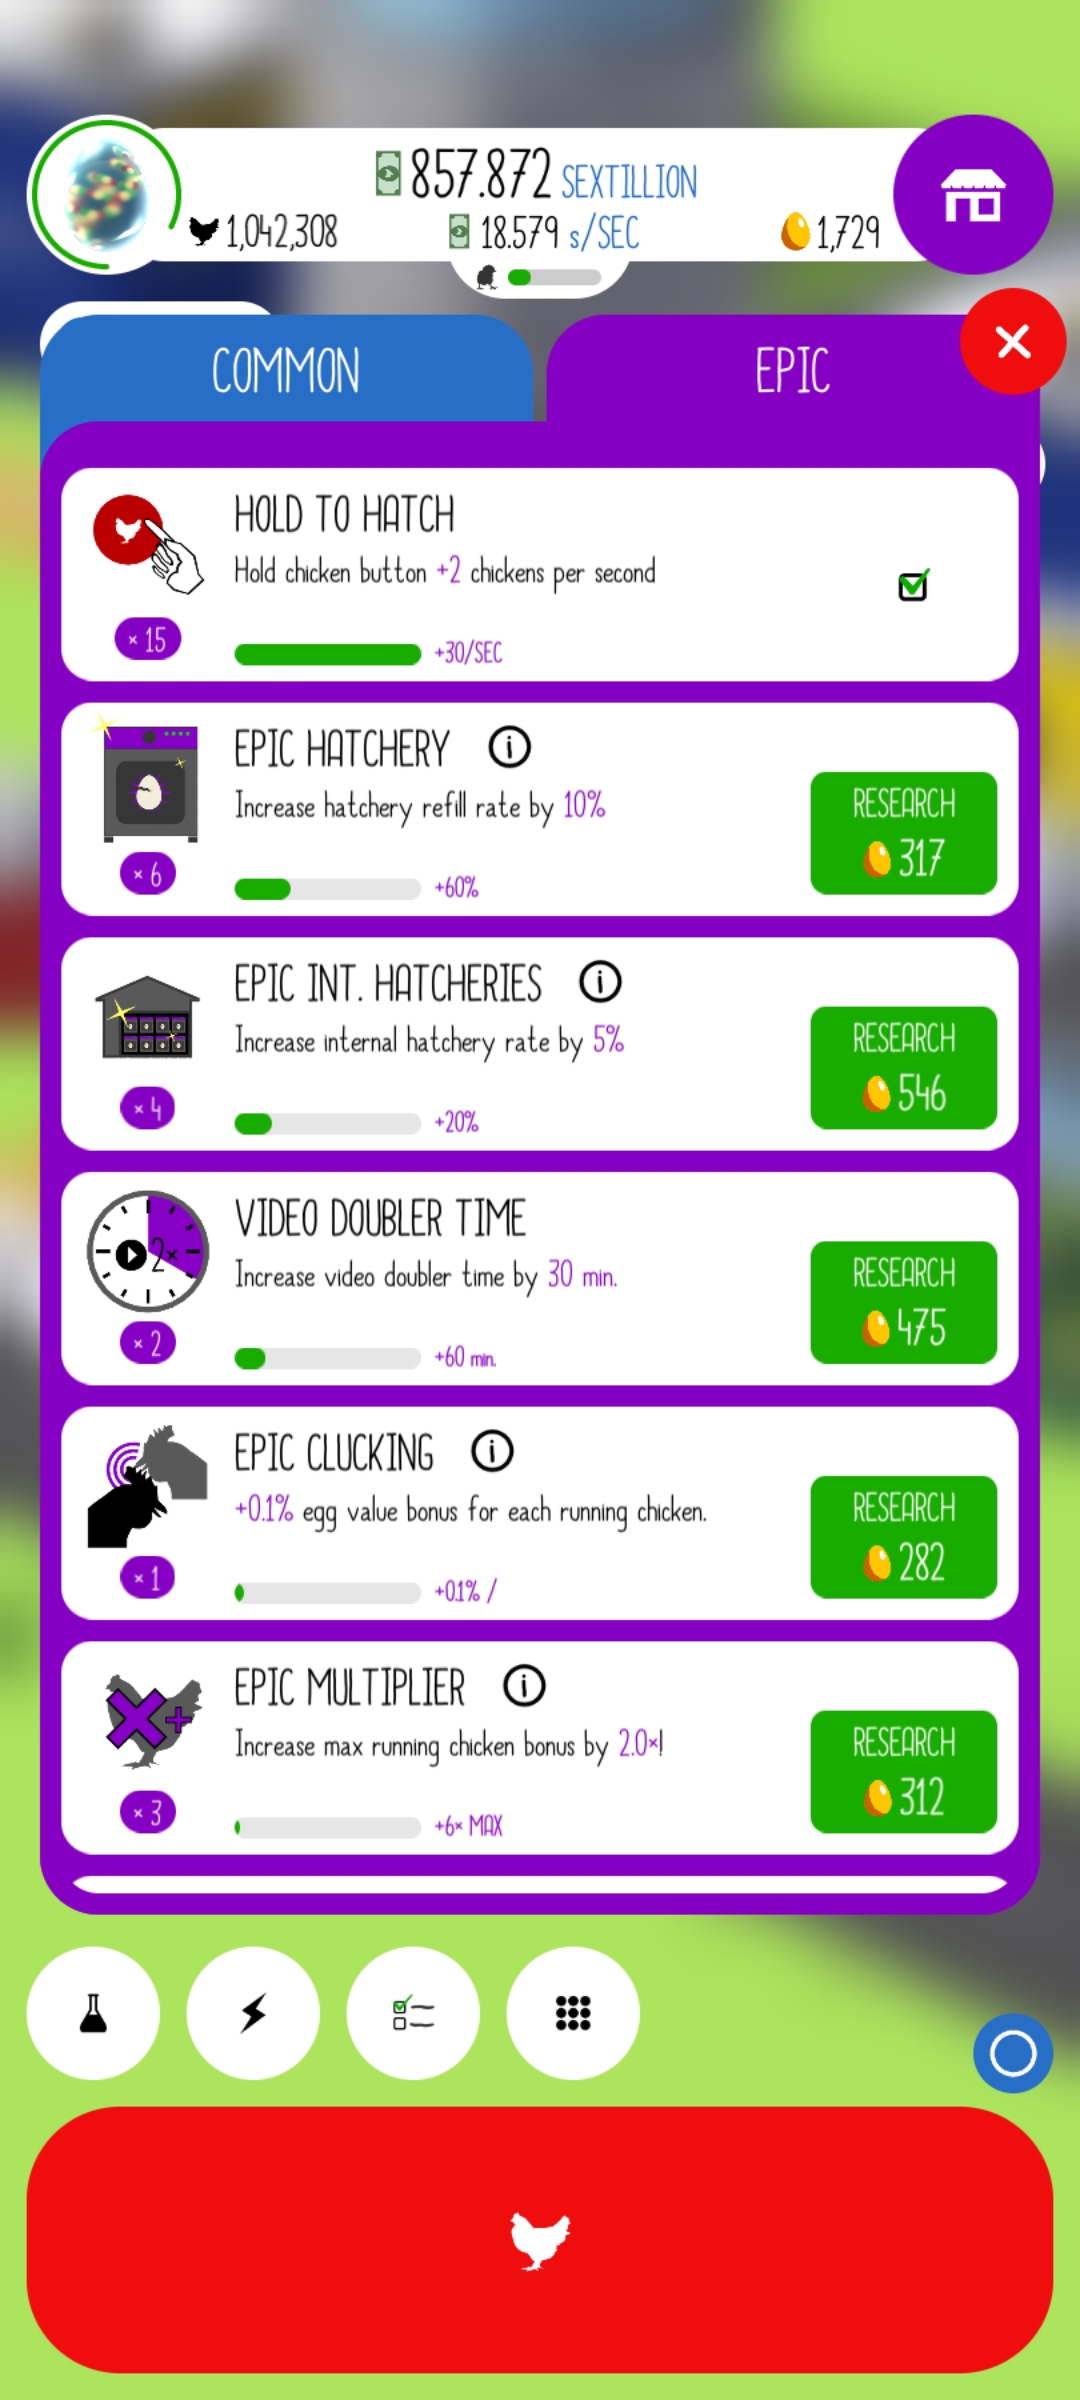 857.872 SEXTILLION
1,042,308
18.579 s/SEC
1,729
COMMON
EPIC
HOLD TO HATCH
Hold chicken button +2 chickens per second
× 15
+30/SEC
EPIC HATCHERY
Increase hatchery refill rate by 10%
× 6
+60%
RESEARCH
317
EPIC INT. HATCHERIES
Increase internal hatchery rate by 5%
× 4
+20%
RESEARCH
546
2×
VIDEO DOUBLER TIME
Increase video doubler time by 30 min.
× 2
+60 min.
RESEARCH
475
EPIC CLUCKING
+0.1% egg value bonus for each running chicken.
× 1
+0.1% /
RESEARCH
282
EPIC MULTIPLIER
Increase max running chicken bonus by 2.0×!
× 3
+6× MAX
RESEARCH
312